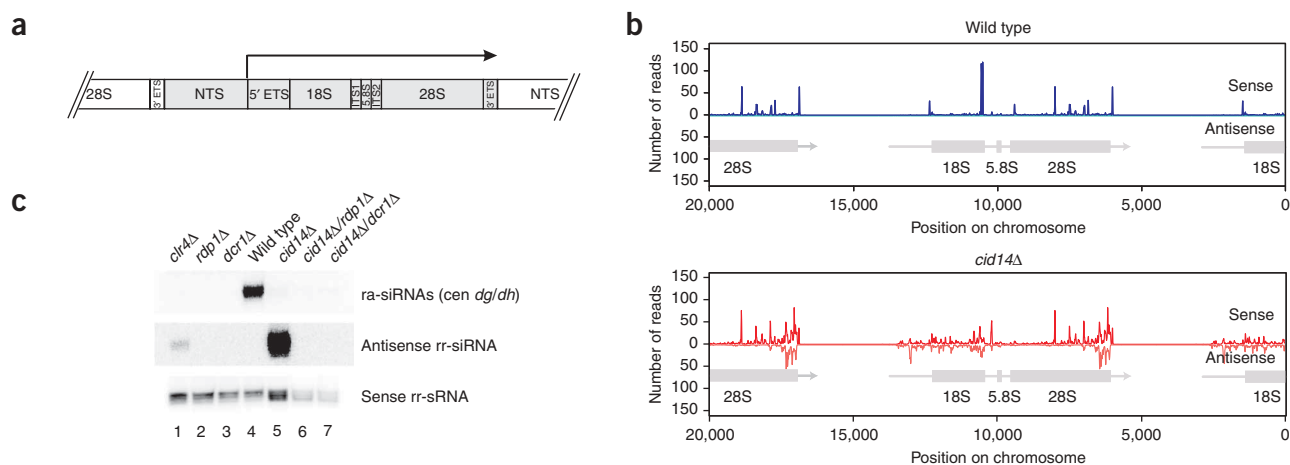 a
28S
3′ ETS
NTS
5′ ETS
18S
ITS1
5.8S
ITS2
28S
3′ ETS
NTS
b
Wild type
Number of reads
150
100
50
0
50
100
150
Sense
Antisense
28S
18S
5.8S
28S
18S
20,000
15,000
10,000
5,000
0
Position on chromosome
cid14Δ
Number of reads
150
100
50
0
50
100
150
Sense
Antisense
28S
18S
5.8S
28S
18S
20,000
15,000
10,000
5,000
0
Position on chromosome
c
clr4Δ
rdp1Δ
dcr1Δ
Wild type
cid14Δ
cid14Δ/rdp1Δ
cid14Δ/dcr1Δ
ra-siRNAs (cen dg/dh)
Antisense rr-siRNA
Sense rr-sRNA
1 2 3 4 5 6 7